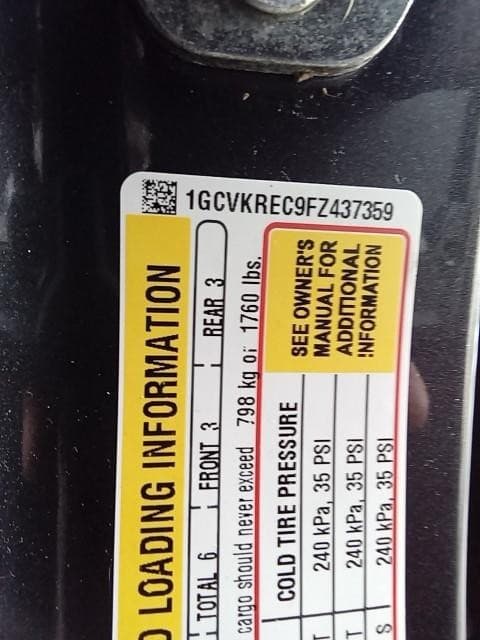 1GCVKREC9FZ437359
LOADING INFORMATION
TOTAL 6 FRONT 3 REAR 3
cargo should never exceed 798 kg or 1760 lbs.
COLD TIRE PRESSURE
SEE OWNER'S
MANUAL FOR
ADDITIONAL
INFORMATION
240 kPa, 35 PSI
240 kPa, 35 PSI
240 kPa, 35 PSI